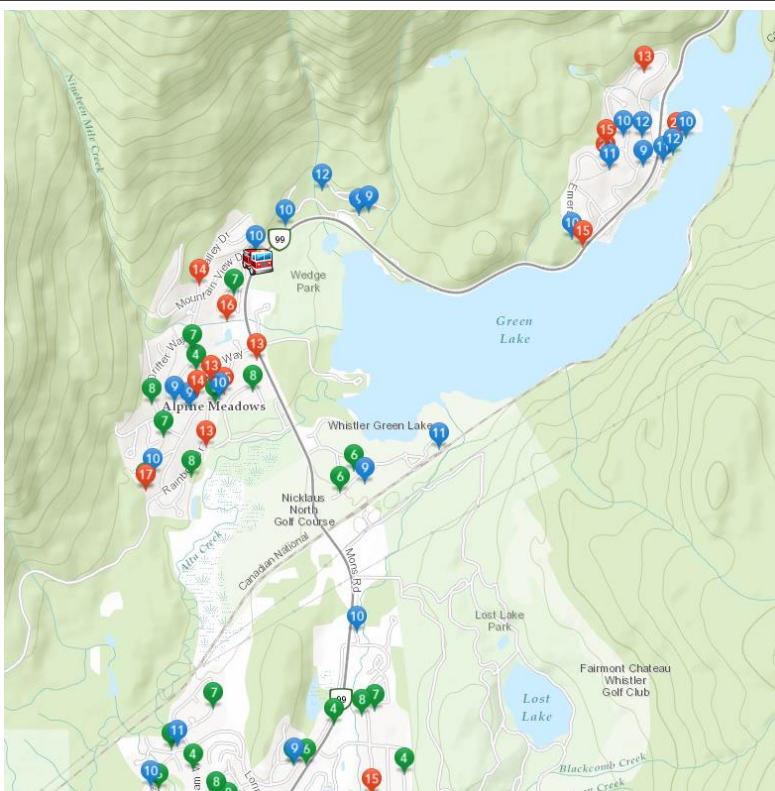 13
10
12
10
15
12
9
11
12
9
10
10
15
99
10
Nineteen Mile Creek
Mountain View Dr
14
7
Wedge
Park
16
Green
Lake
7
4
Way
13
13
14
8
9
9
10
8
Alpine Meadows
7
13
Whistler Green Lake
11
10
17
8
6
9
6
Nicklaus
North
Golf Course
Alta Creek
Canadian National
Mons Rd
10
Lost Lake
Park
Fairmont Chateau
Whistler
Golf Club
7
99
4
8
7
Lost
Lake
11
4
9
6
4
10
8
15
Blackcomb Creek
Creek